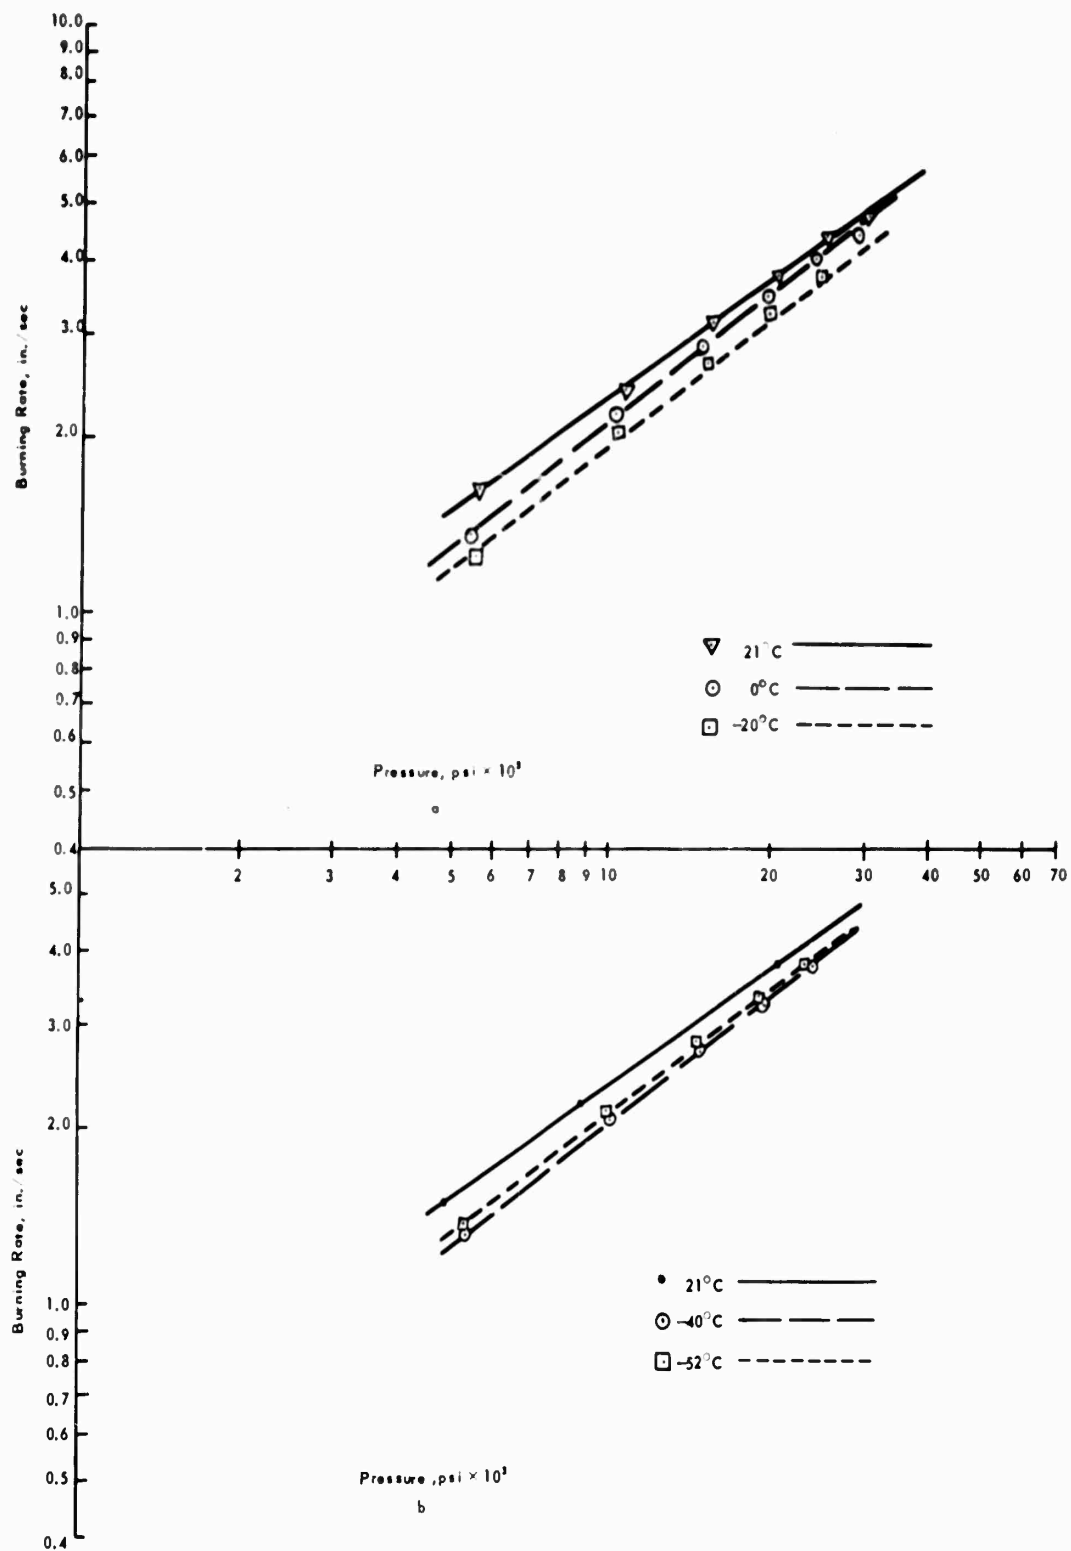 10.0
9.0
8.0
7.0
6.0
5.0
4.0
3.0
2.0
1.0
0.9
0.8
0.7
0.6
0.5
0.4
Burning Rate, in./sec
21°C
0°C
-20°C
Pressure, psi × 10³
a
2 3 4 5 6 7 8 9 10 20 30 40 50 60 70
5.0
4.0
3.0
2.0
1.0
0.9
0.8
0.7
0.6
0.5
0.4
Burning Rate, in./sec
21°C
-40°C
-52°C
Pressure ,psi × 10³
b